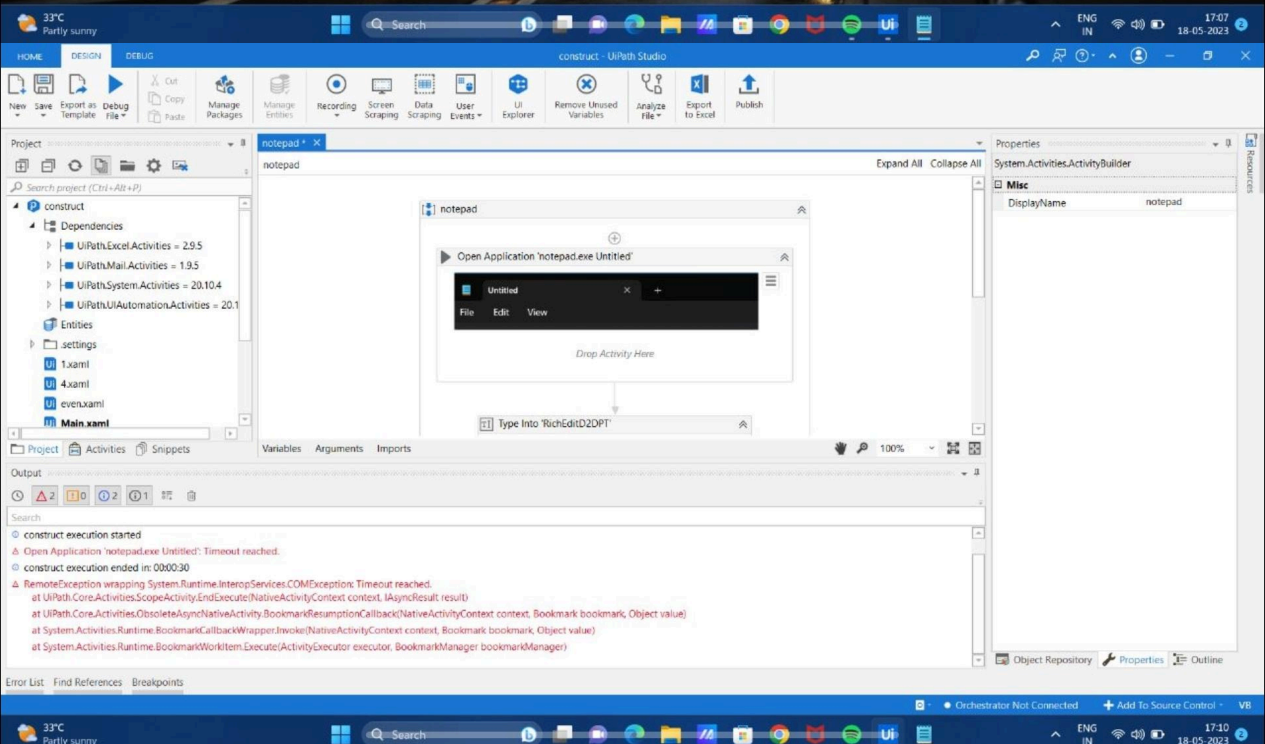 33°C
Partly sunny
Search
ENG
IN
17:07
18-05-2023
2
HOME
DESIGN
DEBUG
construct - UiPath Studio
New
Save
Export as Template
Debug File
Cut
Copy
Paste
Manage Packages
Manage Entities
Recording
Screen Scraping
Data Scraping
User Events
UI Explorer
Remove Unused Variables
Analyze File
Export to Excel
Publish
Project
notepad *
Properties
Resources
notepad
Expand All Collapse All
System.Activities.ActivityBuilder
Search project (Ctrl+Alt+P)
Misc
DisplayName notepad
construct
Dependencies
UiPath.Excel.Activities = 2.9.5
UiPath.Mail.Activities = 1.9.5
UiPath.System.Activities = 20.10.4
UiPath.UIAutomation.Activities = 20.1
Entities
.settings
1.xaml
4.xaml
even.xaml
Main.xaml
notepad
Open Application 'notepad.exe Untitled'
Untitled
File Edit View
Drop Activity Here
Type Into 'RichEditD2DPT'
Project Activities Snippets
Variables Arguments Imports
100%
Output
2 0 2 1
Search
construct execution started
Open Application 'notepad.exe Untitled': Timeout reached.
construct execution ended in: 00:00:30
RemoteException wrapping System.Runtime.InteropServices.COMException: Timeout reached.
at UiPath.Core.Activities.ScopeActivity.EndExecute(NativeActivityContext context, IAsyncResult result)
at UiPath.Core.Activities.ObsoleteAsyncNativeActivity.BookmarkResumptionCallback(NativeActivityContext context, Bookmark bookmark, Object value)
at System.Activities.Runtime.BookmarkCallbackWrapper.Invoke(NativeActivityContext context, Bookmark bookmark, Object value)
at System.Activities.Runtime.BookmarkWorkItem.Execute(ActivityExecutor executor, BookmarkManager bookmarkManager)
Object Repository Properties Outline
Error List Find References Breakpoints
Orchestrator Not Connected Add To Source Control VB
33°C
Partly sunny
Search
ENG
IN
17:10
18-05-2023
2